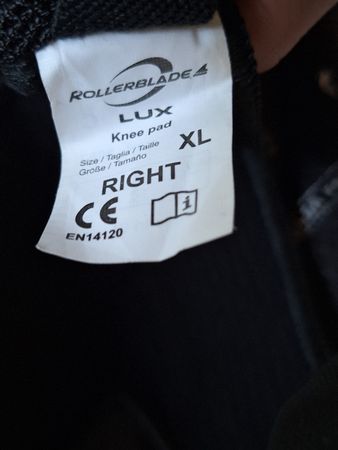 ROLLERBLADE
LUX
Knee pad
Size / Taglia / Taille
Größe / Tamaño
XL
RIGHT
CE
EN14120